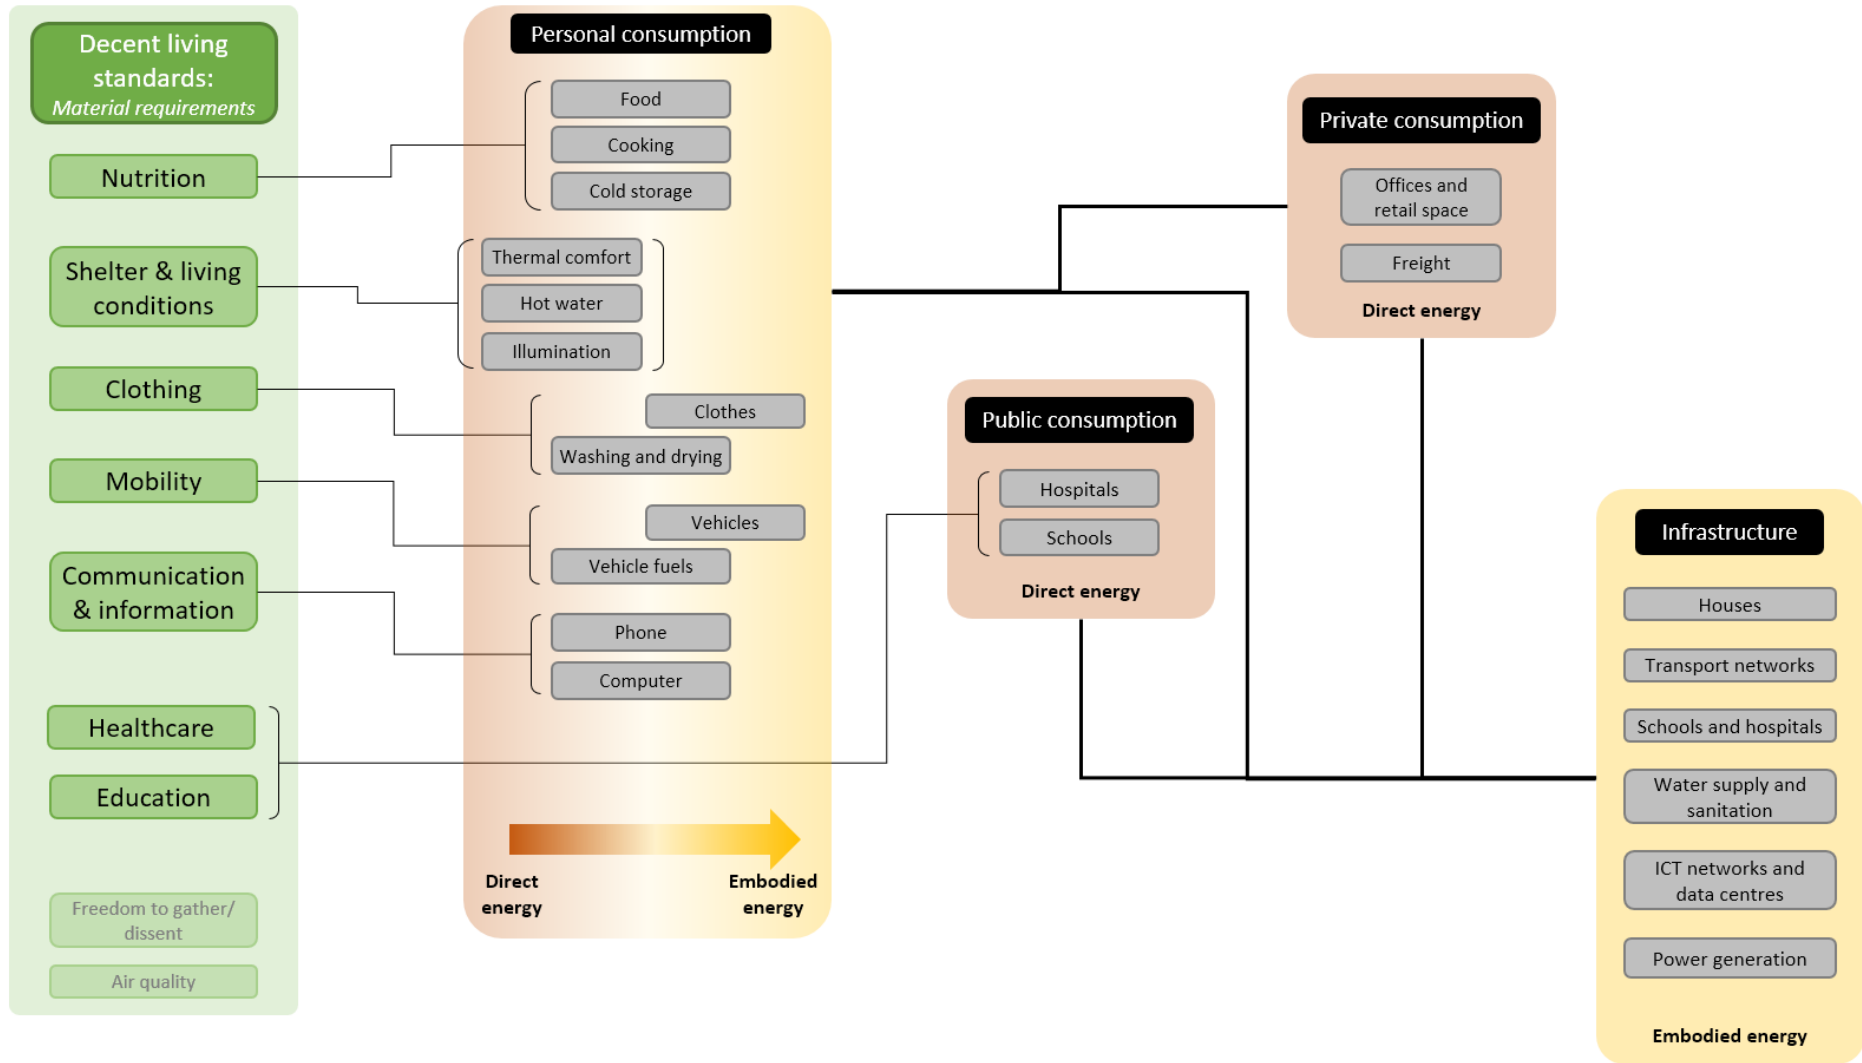 Decent living
standards:
Material requirements
Nutrition
Shelter & living
conditions
Clothing
Mobility
Communication
& information
Healthcare
Education
Freedom to gather/
dissent
Air quality
Personal consumption
Food
Cooking
Cold storage
Thermal comfort
Hot water
Illumination
Clothes
Washing and drying
Vehicles
Vehicle fuels
Phone
Computer
Direct
energy
Embodied
energy
Public consumption
Hospitals
Schools
Direct energy
Private consumption
Offices and
retail space
Freight
Direct energy
Infrastructure
Houses
Transport networks
Schools and hospitals
Water supply and
sanitation
ICT networks and
data centres
Power generation
Embodied energy